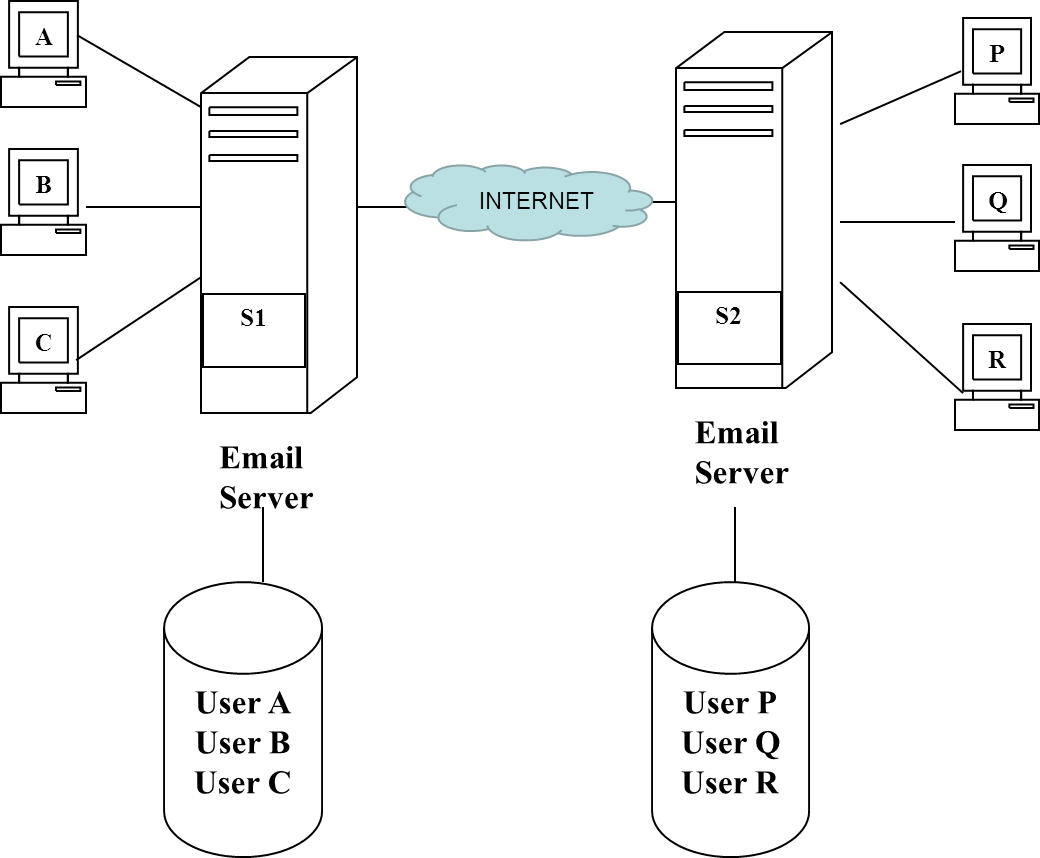 A
B
C
S1
Email
Server
User A
User B
User C
INTERNET
S2
Email
Server
User P
User Q
User R
P
Q
R